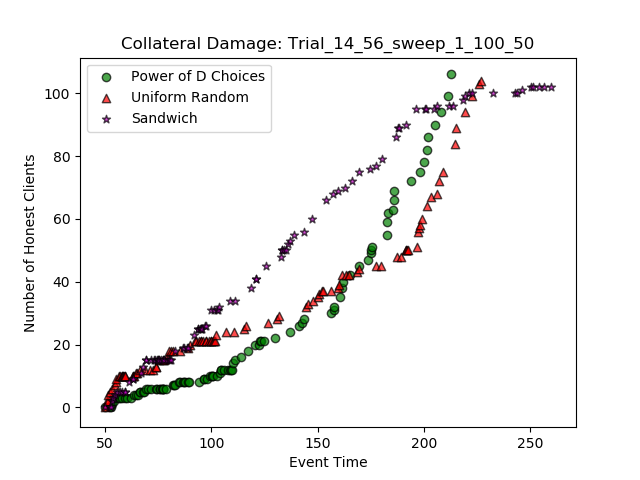 Collateral Damage: Trial_14_56_sweep_1_100_50
Power of D Choices
Uniform Random
Sandwich
Number of Honest Clients
100
80
60
40
20
0
50
100
150
200
250
Event Time